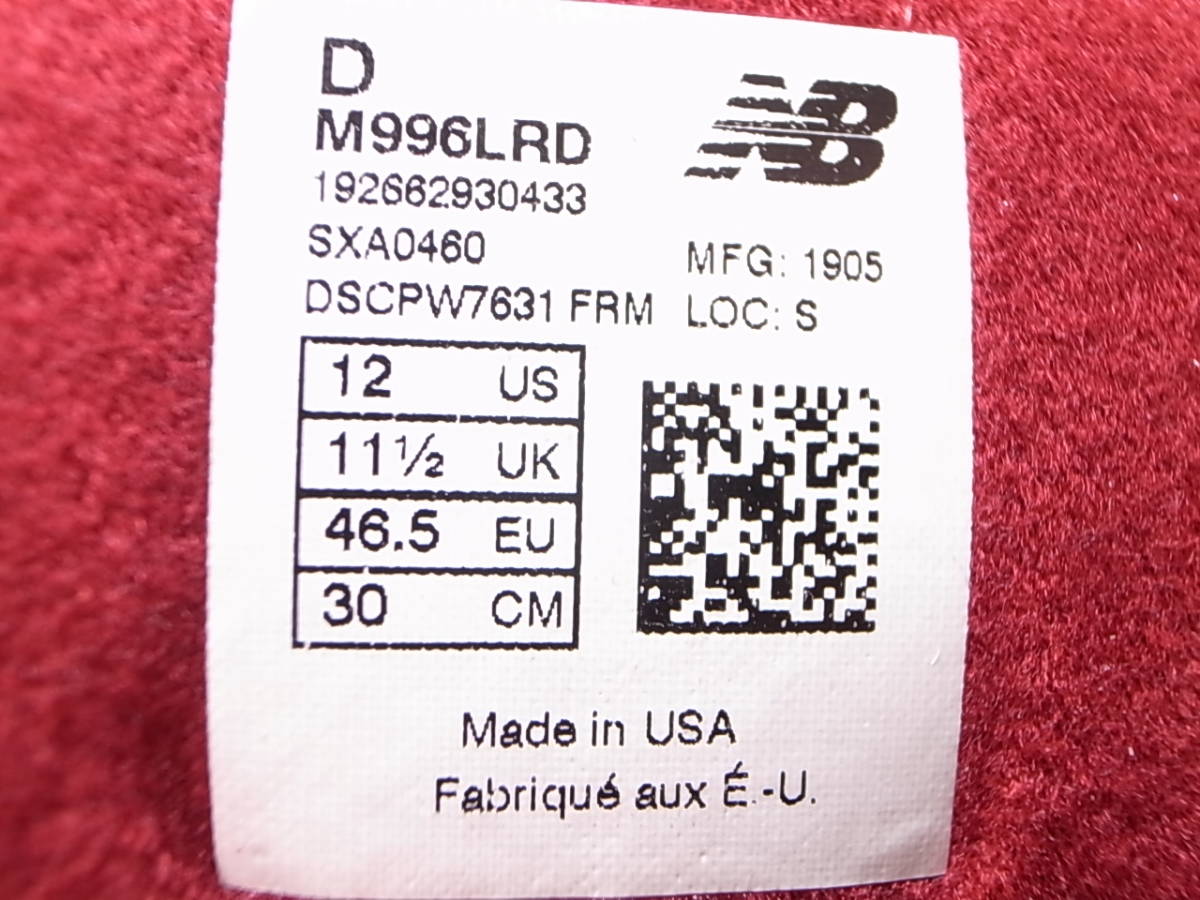 D
M996LRD
NB
192662930433
SXA0460
MFG: 1905
DSCPW7631 FRM
LOC: S
12 US
11½ UK
46.5 EU
30 CM
Made in USA
Fabriqué aux É.-U.